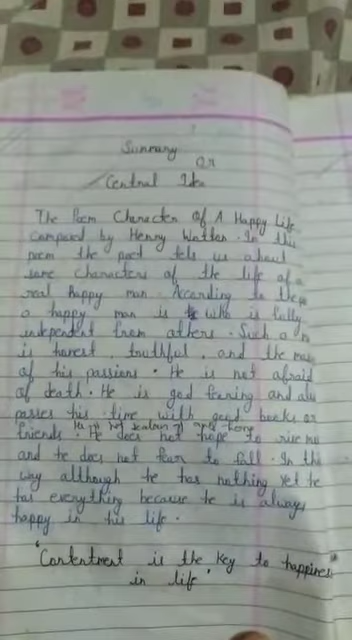 Summary
Or
Central Idea
The Poem Character Of A Happy Life
composed by Henry Wotton. In this
poem the poet tells us about
some characters of the life of a
real happy man. According to
a happy man is he who is fully
independent from others. Such a
is honest, truthful, and the
of his passions. He is not afraid
of death. He is god fearing and
passes his time with good books or
He is not jealous of
friends. He does not hope to rise
and he does not fear to fall. In this
way although he has nothing yet he
has everything because he is always
happy in his life.
"Contentment is the key to happiness
in life"